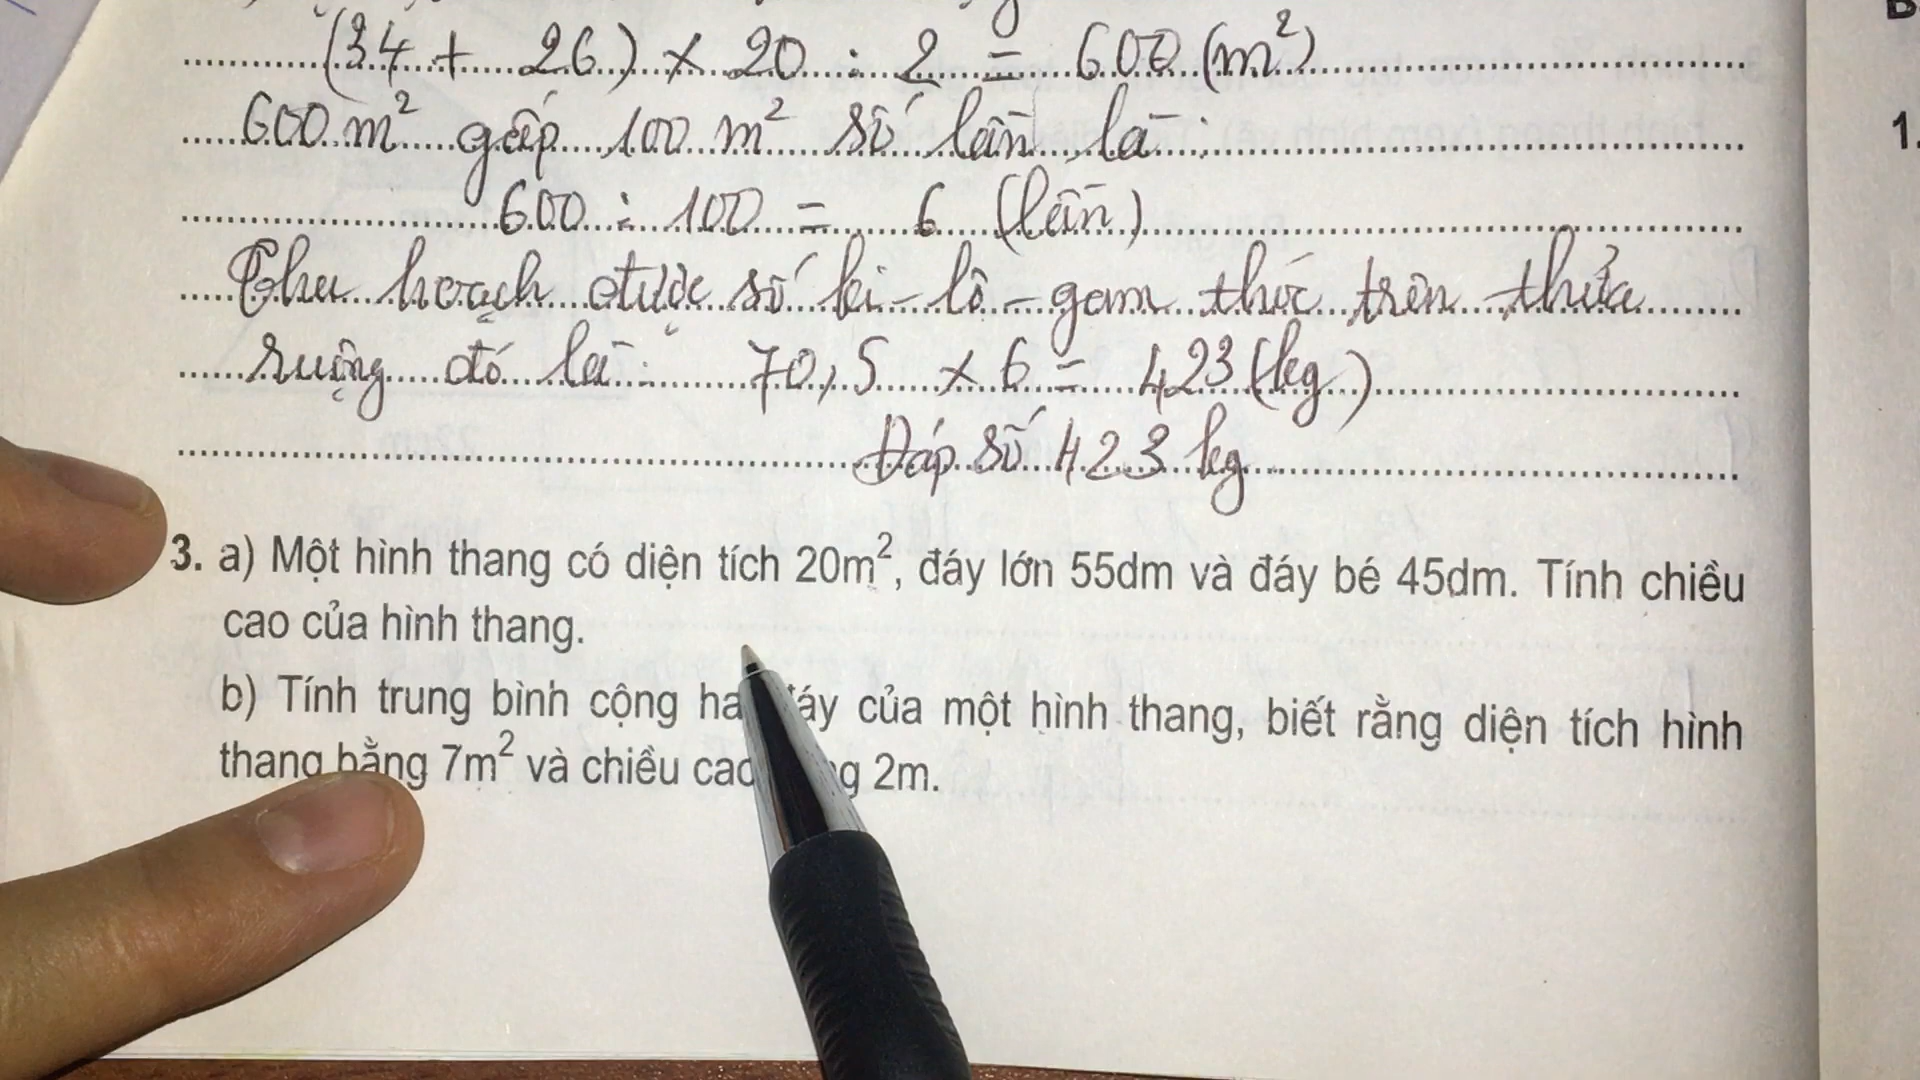 (34 + 26) × 20 : 2 = 600 (m²)
600 m² gấp 100 m² số lần là :
600 : 100 = 6 (lần)
Thu hoạch được số ki-lô-gam thóc trên thửa
ruộng đó là : 70,5 × 6 = 423 (kg)
Đáp số 423 kg
3. a) Một hình thang có diện tích 20m², đáy lớn 55dm và đáy bé 45dm. Tính chiều
cao của hình thang.
b) Tính trung bình cộng ha đáy của một hình thang, biết rằng diện tích hình
thang bằng 7m² và chiều cao g 2m.
1.